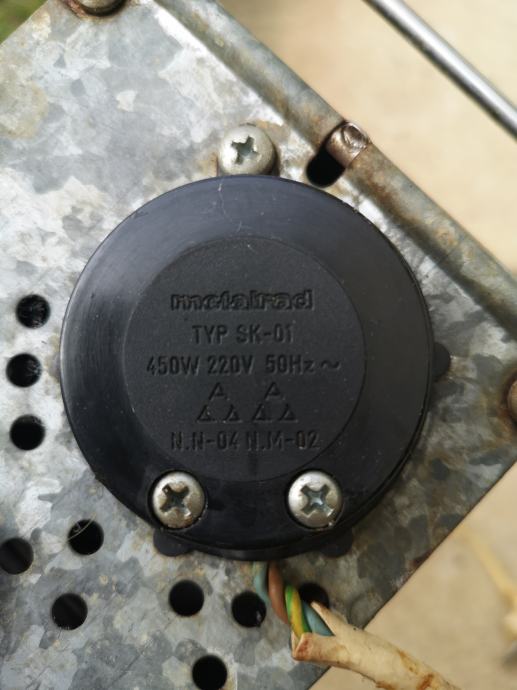 metalrad
TYP SK-01
450W 220V 50Hz ~
N.N-04 N.M-02